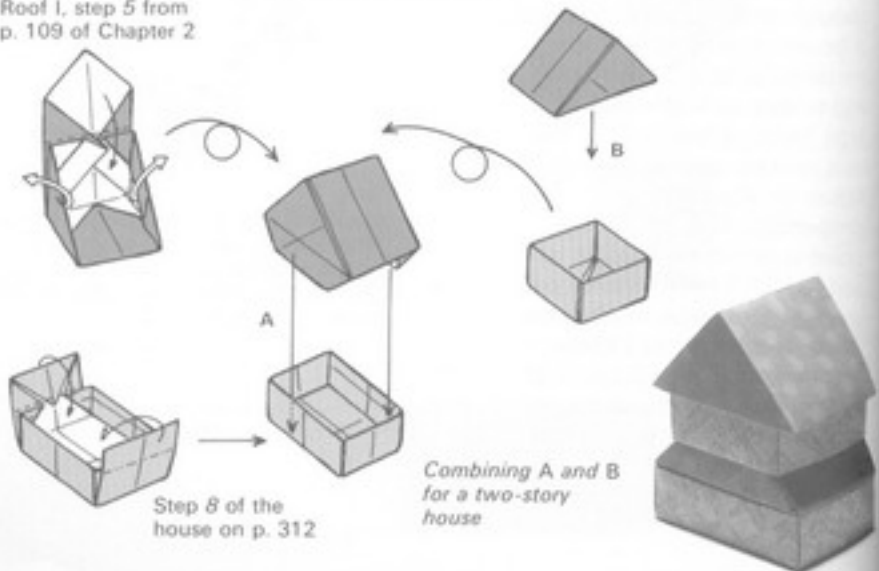 Roof I, step 5 from
p. 109 of Chapter 2
B
A
Step 8 of the
house on p. 312
Combining A and B
for a two-story
house